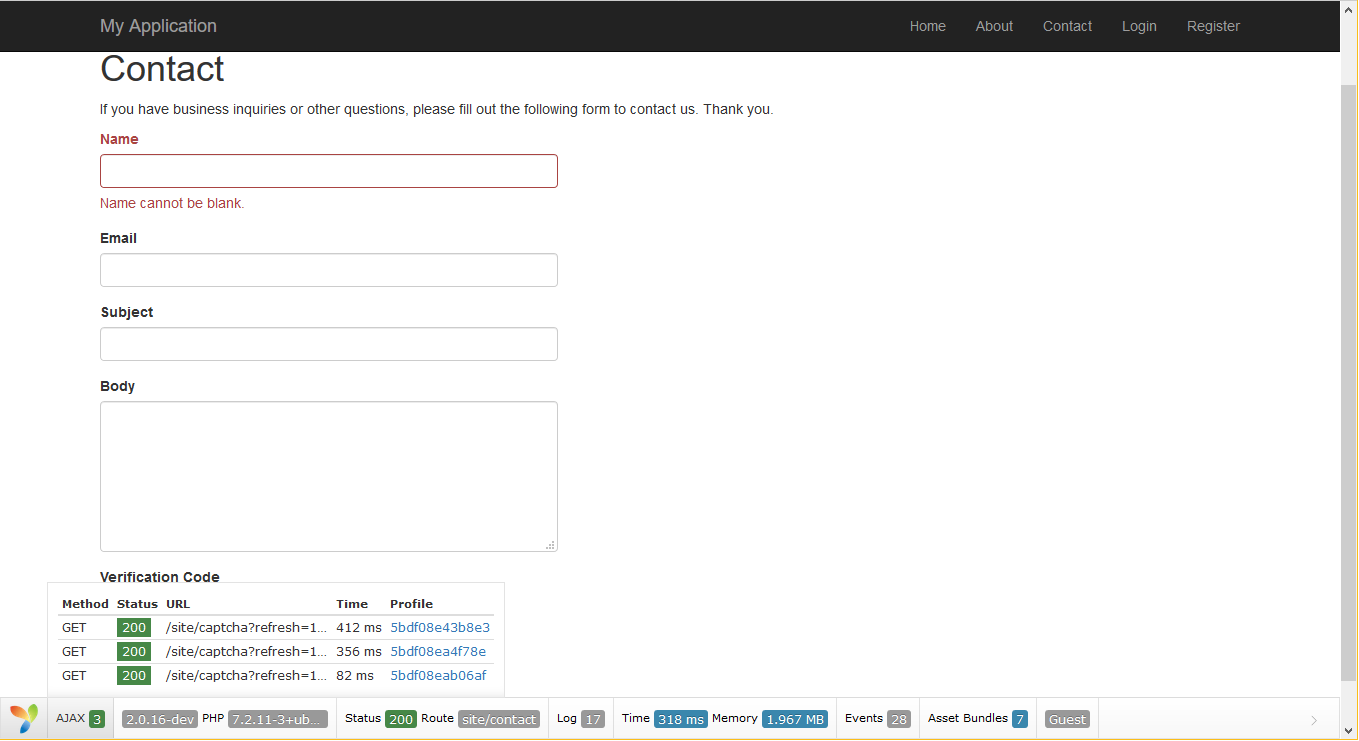 My Application Home About Contact Login Register
Contact
If you have business inquiries or other questions, please fill out the following form to contact us. Thank you.
Name
Name cannot be blank.
Email
Subject
Body
Verification Code
Method Status URL Time Profile
GET 200 /site/captcha?refresh=1... 412 ms 5bdf08e43b8e3
GET 200 /site/captcha?refresh=1... 356 ms 5bdf08ea4f78e
GET 200 /site/captcha?refresh=1... 82 ms 5bdf08eab06af
AJAX 3 2.0.16-dev PHP 7.2.11-3+ub... Status 200 Route site/contact Log 17 Time 318 ms Memory 1.967 MB Events 28 Asset Bundles 7 Guest